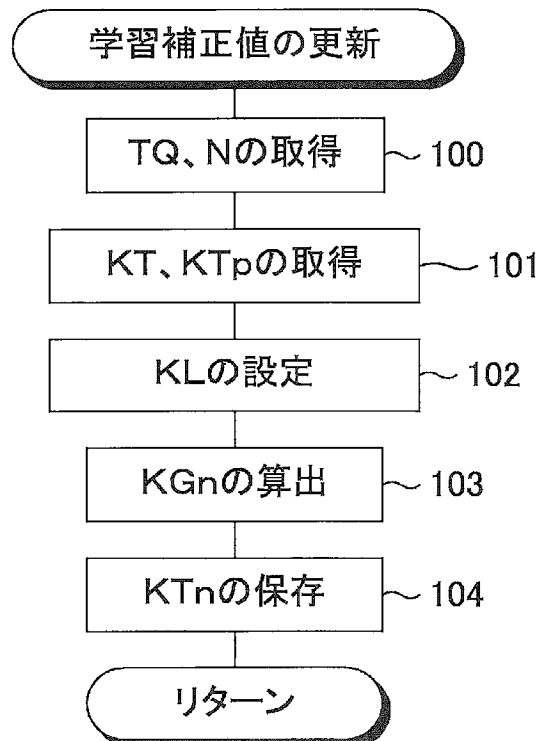 学習補正値の更新
TQ、Nの取得
100
KT、KTpの取得
101
KLの設定
102
KGnの算出
103
KTnの保存
104
リターン